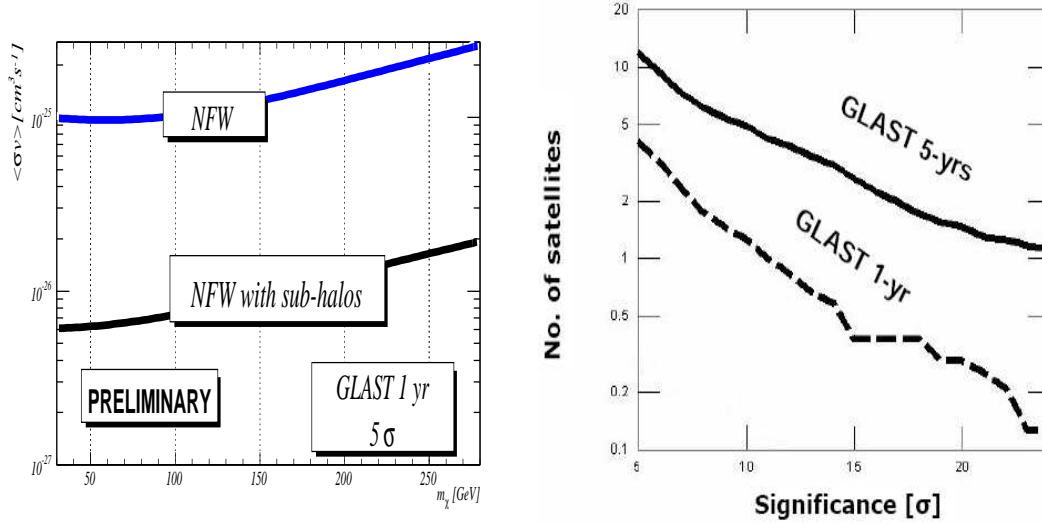 <σv> [cm³s⁻¹]
10⁻²⁵
10⁻²⁶
10⁻²⁷
NFW
NFW with sub-halos
PRELIMINARY
GLAST 1 yr
5 σ
50
100
150
200
250
mχ [GeV]
No. of satellites
20
10
5
2
1
0.5
0.2
0.1
GLAST 5-yrs
GLAST 1-yr
5
10
15
20
Significance [σ]